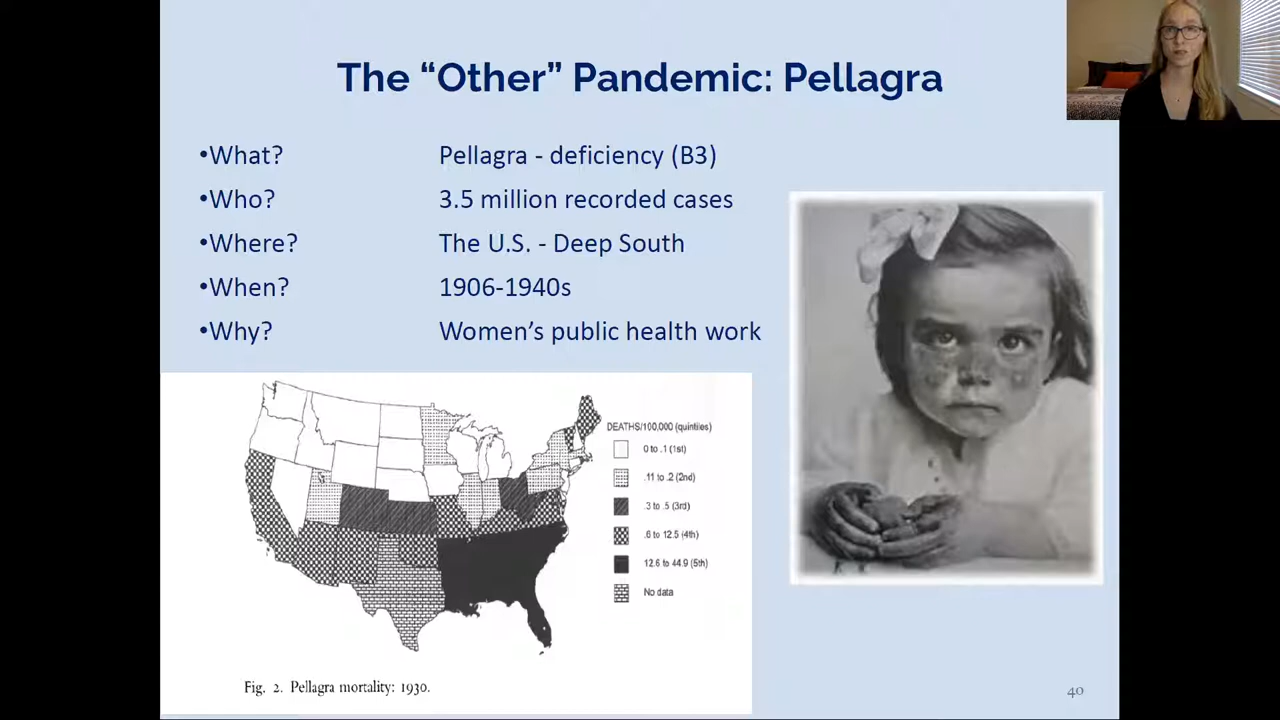 The “Other” Pandemic: Pellagra
•What? Pellagra - deficiency (B3)
•Who? 3.5 million recorded cases
•Where? The U.S. - Deep South
•When? 1906-1940s
•Why? Women’s public health work
DEATHS/100,000 (quintiles)
0 to .1 (1st)
.11 to .2 (2nd)
.3 to .5 (3rd)
.6 to 12.5 (4th)
12.6 to 44.9 (5th)
No data
Fig. 2. Pellagra mortality: 1930.
40